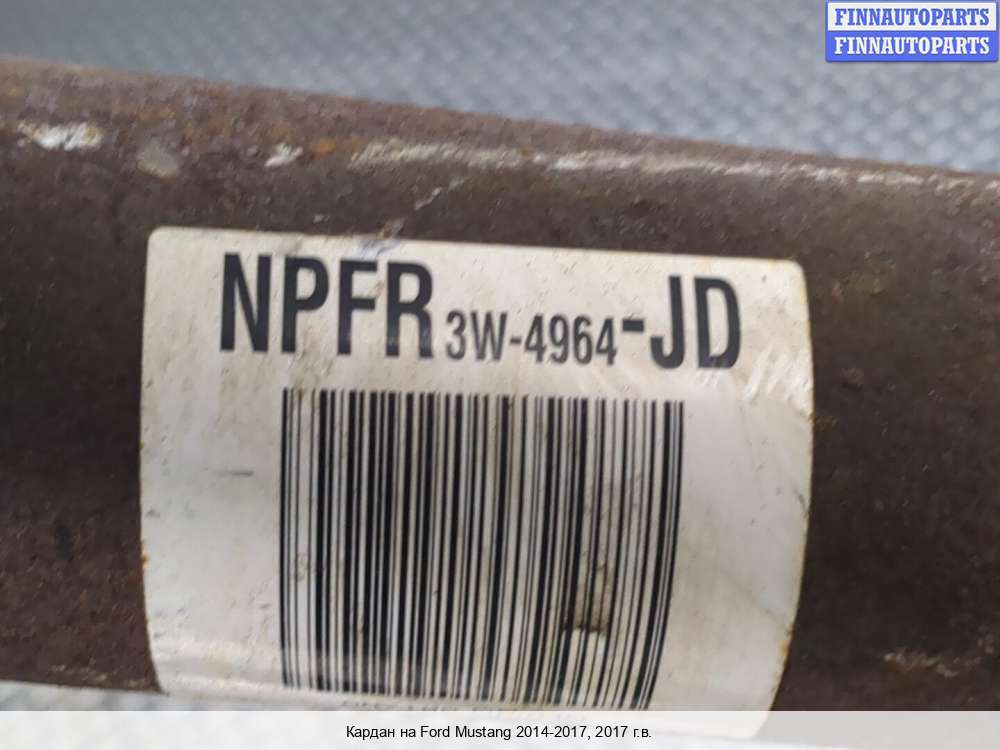 FINNAUTOPARTS
FINNAUTOPARTS
NPFR 3W-4964-JD
Кардан на Ford Mustang 2014-2017, 2017 г.в.